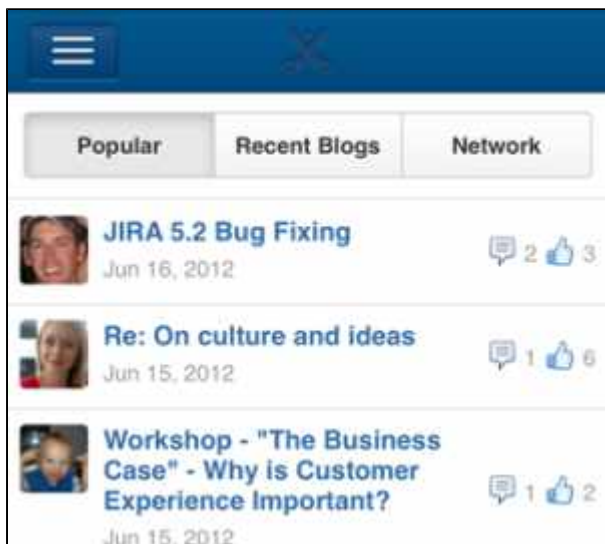 Popular Recent Blogs Network
JIRA 5.2 Bug Fixing
Jun 16, 2012
2 3
Re: On culture and ideas
Jun 15, 2012
1 6
Workshop - "The Business
Case" - Why is Customer
Experience Important?
1 2
Jun 15, 2012